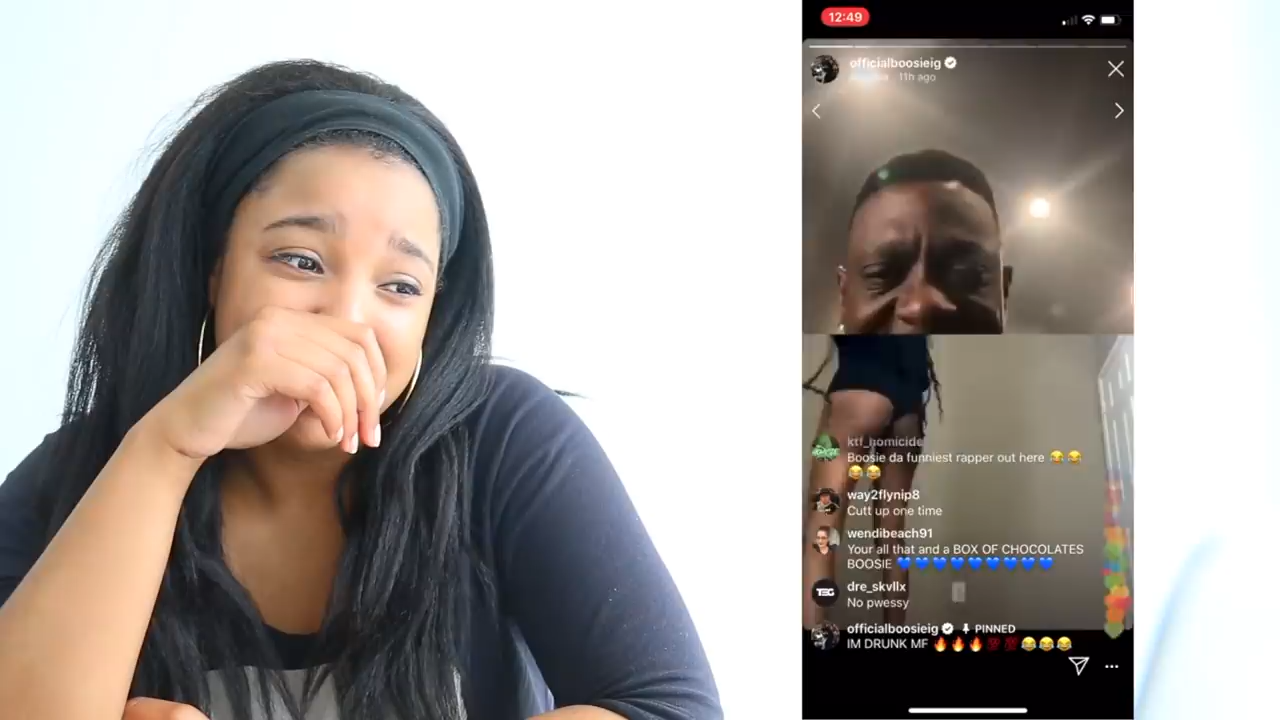 12:49
officialboosieig
11h ago
ktf_homicide
Boosie da funniest rapper out here 😂😂
😂😂
way2flynip8
Cutt up one time
wendibeach91
Your all that and a BOX OF CHOCOLATES
BOOSIE 💙💙💙💙💙💙💙💙💙
TEG
dre_skvllx
No pwessy
officialboosieig PINNED
IM DRUNK MF 🔥🔥🔥💯💯😂😂😂